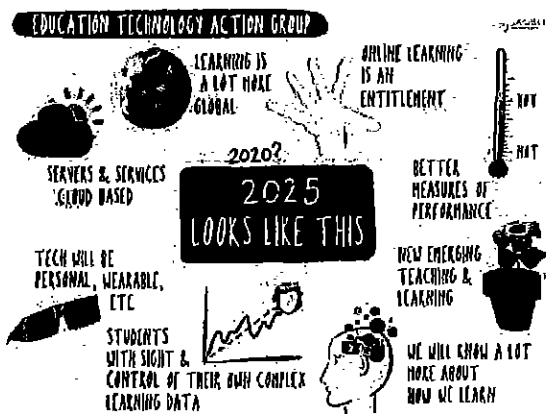 EDUCATION TECHNOLOGY ACTION GROUP
LEARNING IS
A LOT MORE
GLOBAL
ONLINE LEARNING
IS AN
ENTITLEMENT
HOT
NOT
SERVERS & SERVICES
CLOUD BASED
2020?
2025
LOOKS LIKE THIS
BETTER
MEASURES OF
PERFORMANCE
TECH WILL BE
PERSONAL, WEARABLE,
ETC
NEW EMERGING
TEACHING &
LEARNING
STUDENTS
WITH SIGHT &
CONTROL OF THEIR OWN COMPLEX
LEARNING DATA
WE WILL KNOW A LOT
MORE ABOUT
HOW WE LEARN